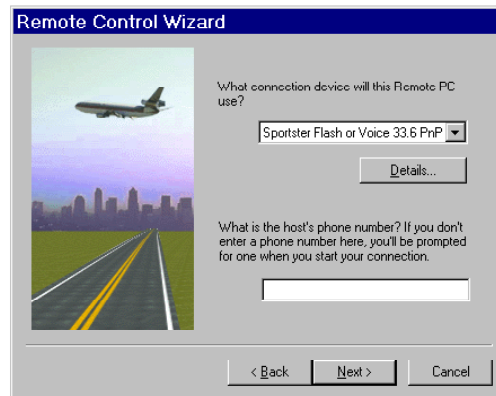 Remote Control Wizard
What connection device will this Remote PC
use?
Sportster Flash or Voice 33.6 PnP
Details...
What is the host's phone number? If you don't
enter a phone number here, you'll be prompted
for one when you start your connection.
< Back Next > Cancel